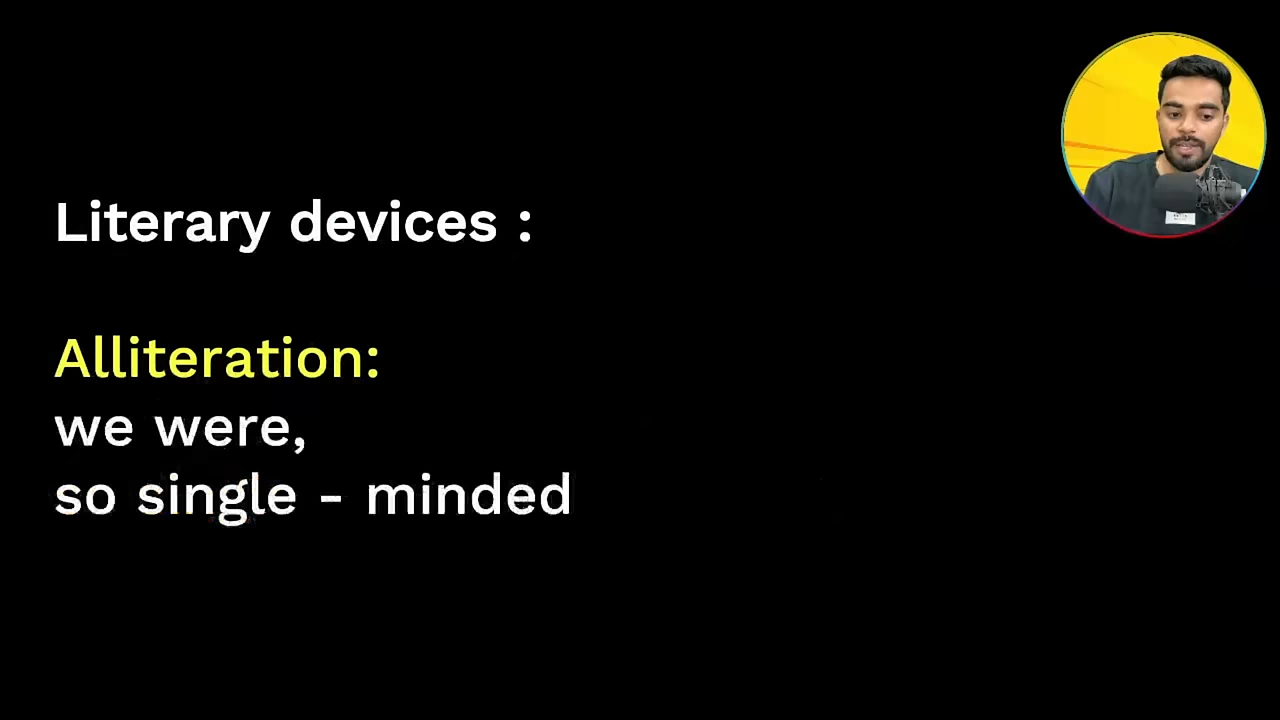 Literary devices :
Alliteration:
we were,
so single - minded